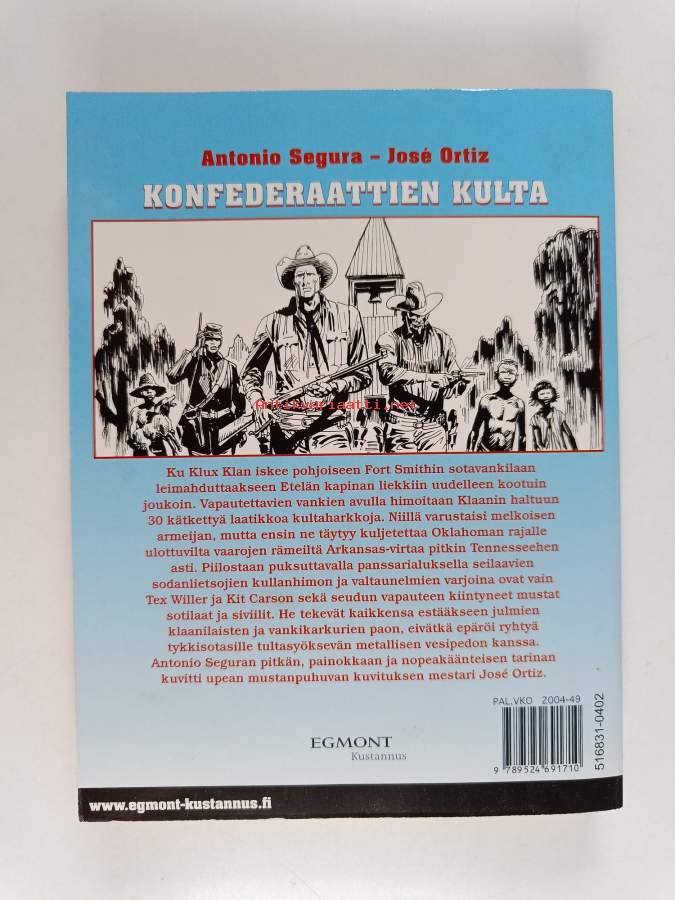 Antonio Segura – José Ortiz
KONFEDERAATTIEN KULTA
Antikvariaatti.net
Ku Klux Klan iskee pohjoiseen Fort Smithin sotavankilaan
leimahduttaakseen Etelän kapinan liekkiin uudelleen kootuin
joukoin. Vapautettavien vankien avulla himoitaan Klaanin haltuun
30 kätkettyä laatikkoa kultaharkkoja. Niillä varustaisi melkoisen
armeijan, mutta ensin ne täytyy kuljetettaa Oklahoman rajalle
ulottuvilta vaarojen rämeiltä Arkansas-virtaa pitkin Tennesseehen
asti. Piilostaan puksuttavalla panssarialuksella seilaavien
sodanlietsojien kullanhimon ja valtaunelmien varjoina ovat vain
Tex Willer ja Kit Carson sekä seudun vapauteen kiintyneet mustat
sotilaat ja siviilit. He tekevät kaikkensa estääkseen julmien
klaanilaisten ja vankikarkurien paon, eivätkä epäröi ryhtyä
tykkisotasille tultasyöksevän metallisen vesipedon kanssa.
Antonio Seguran pitkän, painokkaan ja nopeakäänteisen tarinan
kuvitti upean mustanpuhuvan kuvituksen mestari José Ortiz.
PAL.VKO 2004-49
9 789524 691710
516831-0402
EGMONT
Kustannus
www.egmont-kustannus.fi